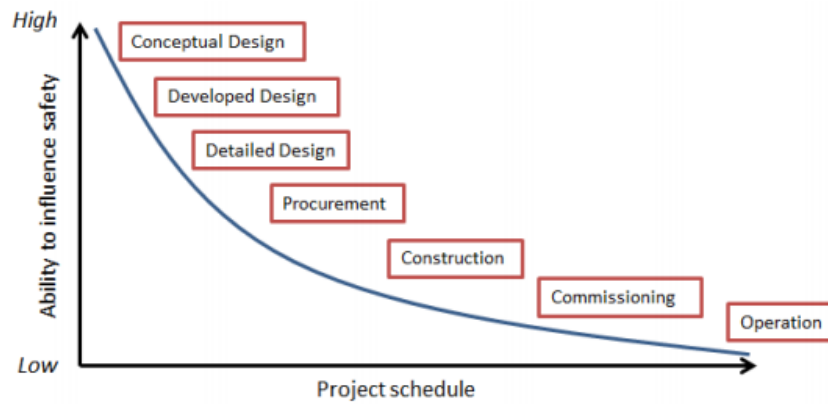 High
Conceptual Design
Developed Design
Detailed Design
Procurement
Construction
Commissioning
Operation
Ability to influence safety
Low
Project schedule